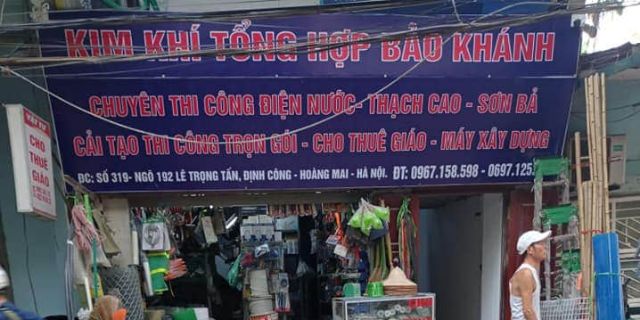 KIM KHÍ TỔNG HỢP BẢO KHÁNH
CHUYÊN THI CÔNG ĐIỆN NƯỚC- THẠCH CAO - SƠN BẢ
CẢI TẠO THI CÔNG TRỌN GÓI - CHO THUÊ GIÁO - MÁY XÂY DỰNG
ĐC: SỐ 319- NGÕ 192 LÊ TRỌNG TẤN, ĐỊNH CÔNG - HOÀNG MAI - HÀ NỘI. ĐT: 0967.158.598 - 0697.125
CHO
THUÊ
GIÁO